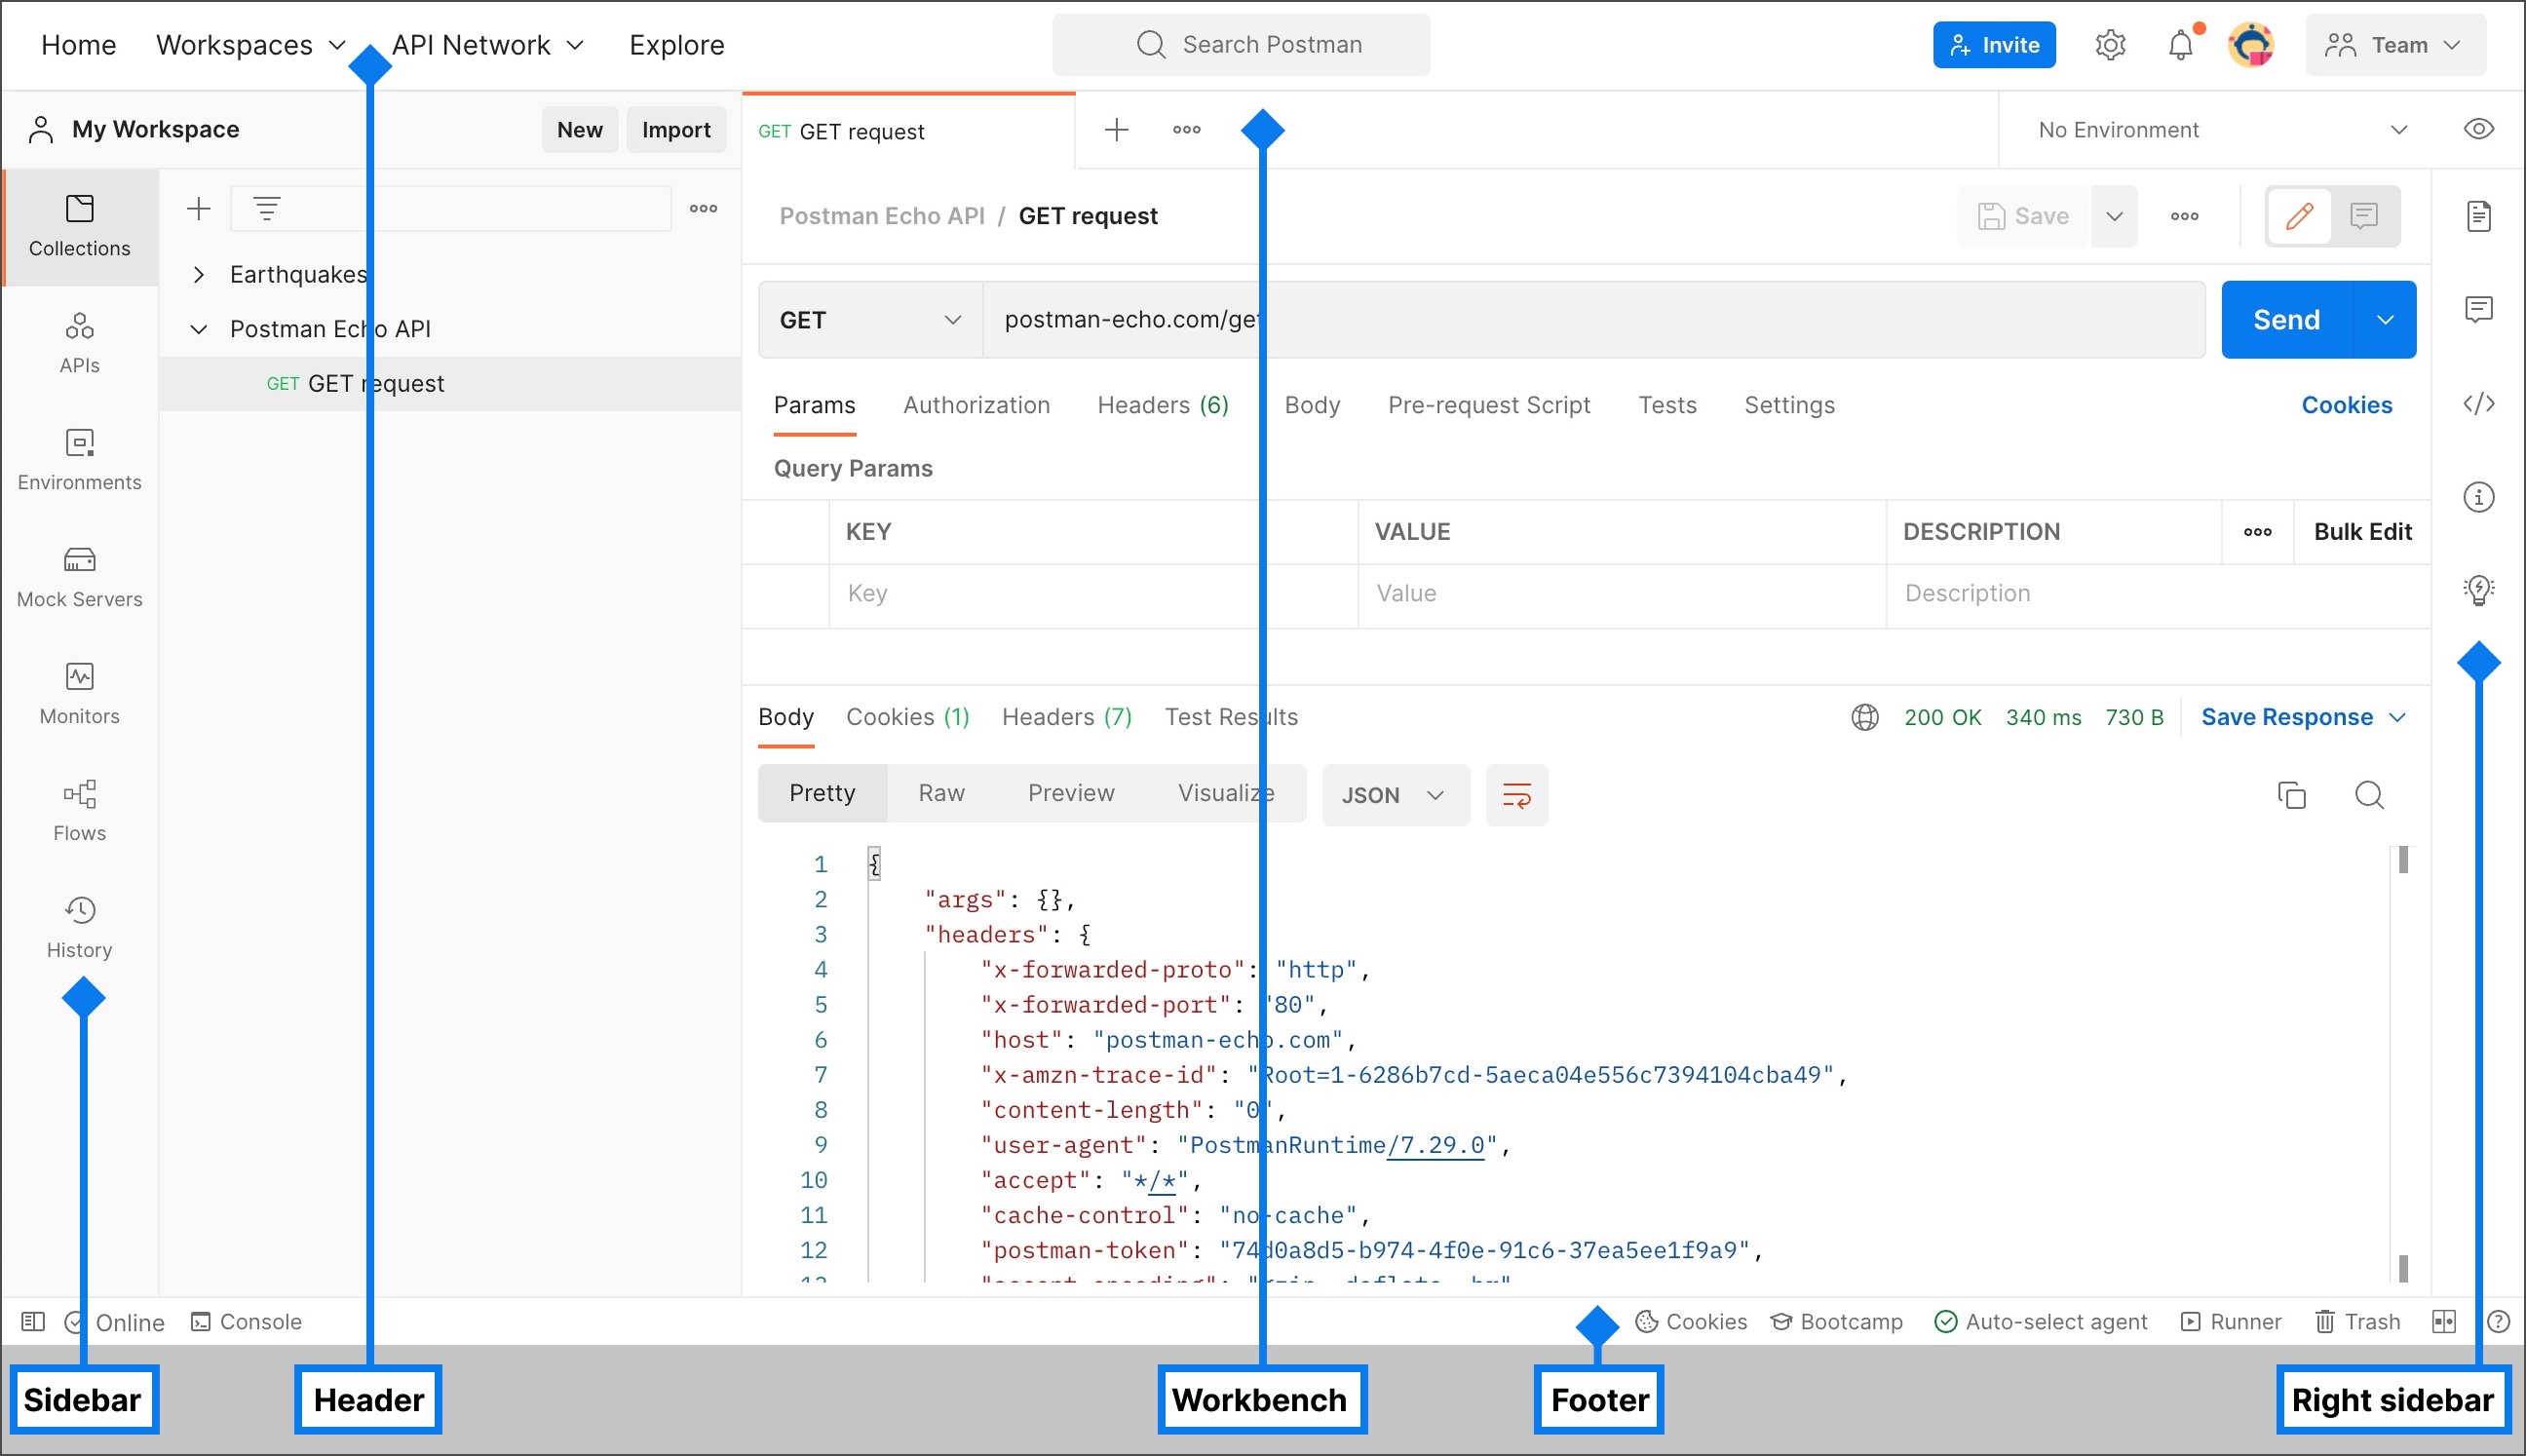 Home Workspaces API Network Explore Search Postman Invite Team
My Workspace New Import
GET GET request No Environment
Collections
APIs
Environments
Mock Servers
Monitors
Flows
History
Earthquakes
Postman Echo API
GET GET request
Postman Echo API / GET request Save
GET postman-echo.com/get Send
Params Authorization Headers (6) Body Pre-request Script Tests Settings Cookies
Query Params
KEY VALUE DESCRIPTION Bulk Edit
Key Value Description
Body Cookies (1) Headers (7) Test Results 200 OK 340 ms 730 B Save Response
Pretty Raw Preview Visualize JSON
1 {
2 "args": {},
3 "headers": {
4 "x-forwarded-proto": "http",
5 "x-forwarded-port": "80",
6 "host": "postman-echo.com",
7 "x-amzn-trace-id": "Root=1-6286b7cd-5aeca04e556c7394104cba49",
8 "content-length": "0",
9 "user-agent": "PostmanRuntime/7.29.0",
10 "accept": "*/*",
11 "cache-control": "no-cache",
12 "postman-token": "74d0a8d5-b974-4f0e-91c6-37ea5ee1f9a9",
Online Console Cookies Bootcamp Auto-select agent Runner Trash
Sidebar Header Workbench Footer Right sidebar